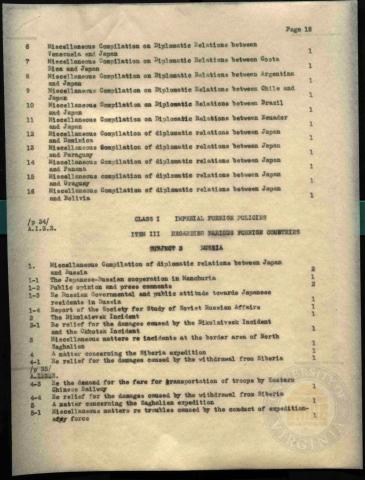 Page 18
6 Miscellaneous Compilation on Diplomatic Relations between
Venezuela and Japan 1
7 Miscellaneous Compilation on Diplomatic Relations between Costa
Rica and Japan 1
8 Miscellaneous Compilation on Diplomatic Relations between Argentina
and Japan 1
9 Miscellaneous Compilation on Diplomatic Relations between Chile and
Japan 1
10 Miscellaneous Compilation on Diplomatic Relations between Brazil
and Japan 1
11 Miscellaneous Compilation on Diplomatic Relations between Ecuador
and Japan 1
12 Miscellaneous Compilation of diplomatic relations between Japan
and Dominica 1
13 Miscellaneous Compilation of diplomatic relations between Japan
and Paraguay 1
14 Miscellaneous Compilation of diplomatic relations between Japan
and Panama 1
15 Miscellaneous compilation of diplomatic relations between Japan
and Uruguay 1
16 Miscellaneous compilation of diplomatic relations between Japan
and Bolivia 1
/p 34/
CLASS I IMPERIAL FOREIGN POLICIES
ITEM III REGARDING VARIOUS FOREIGN COUNTRIES
SUBJECT 3 RUSSIA
1. Miscellaneous Compilation of diplomatic relations between Japan
and Russia 2
1-1 The Japanese-Russian cooperation in Manchuria 1
1-2 Public opinion and press comments 2
1-3 Re Russian Governmental and public attitude towards Japanese
residents in Russia 1
1-4 Report of the Society for Study of Soviet Russian Affairs 1
2 The Nikolaievsk Incident 1
2-1 Re relief for the damages caused by the Nikolaievsk Incident
and the Okhotsk Incident 1
3 Miscellaneous matters re incidents at the border area of North
Saghalien 1
4 A matter concerning the Siberia expedition 1
4-1 Re relief for the damages caused by the withdrawal from Siberia 1
/p 35/
4-3 Re the demand for the fare for transportation of troops by Eastern
Chinese Railway 1
4-4 Re relief for the damages caused by the withdrawal from Siberia 1
5 A matter concerning the Saghalien expedition 1
5-1 Miscellaneous matters re troubles caused by the conduct of expedition-
ary force 1
VIRGINIA